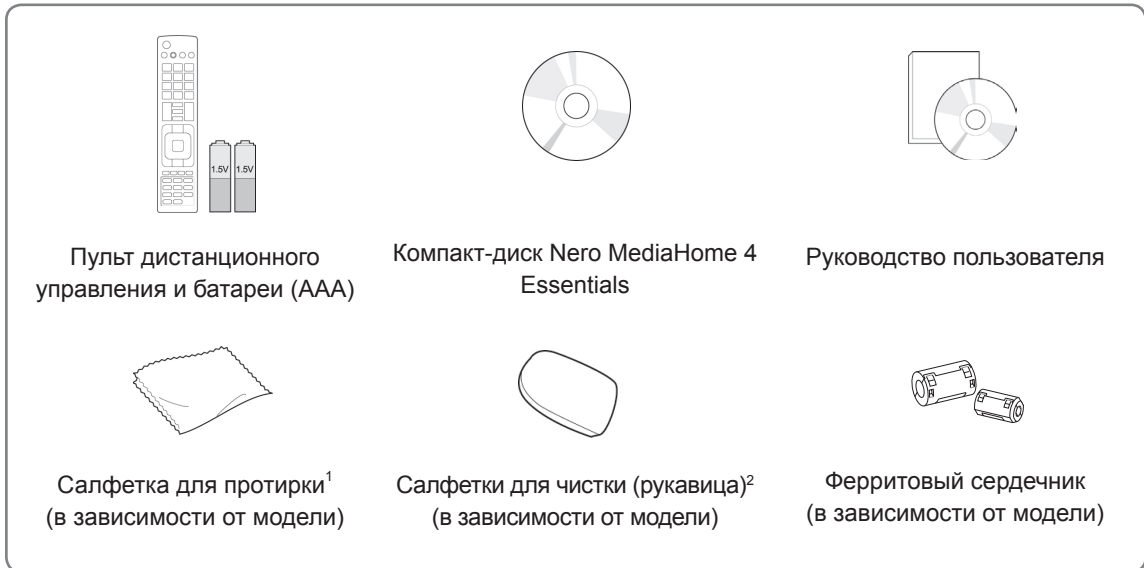 1.5V 1.5V
Пульт дистанционного
управления и батареи (AAA)
Компакт-диск Nero MediaHome 4
Essentials
Руководство пользователя
Салфетка для протирки¹
(в зависимости от модели)
Салфетки для чистки (рукавица)²
(в зависимости от модели)
Ферритовый сердечник
(в зависимости от модели)